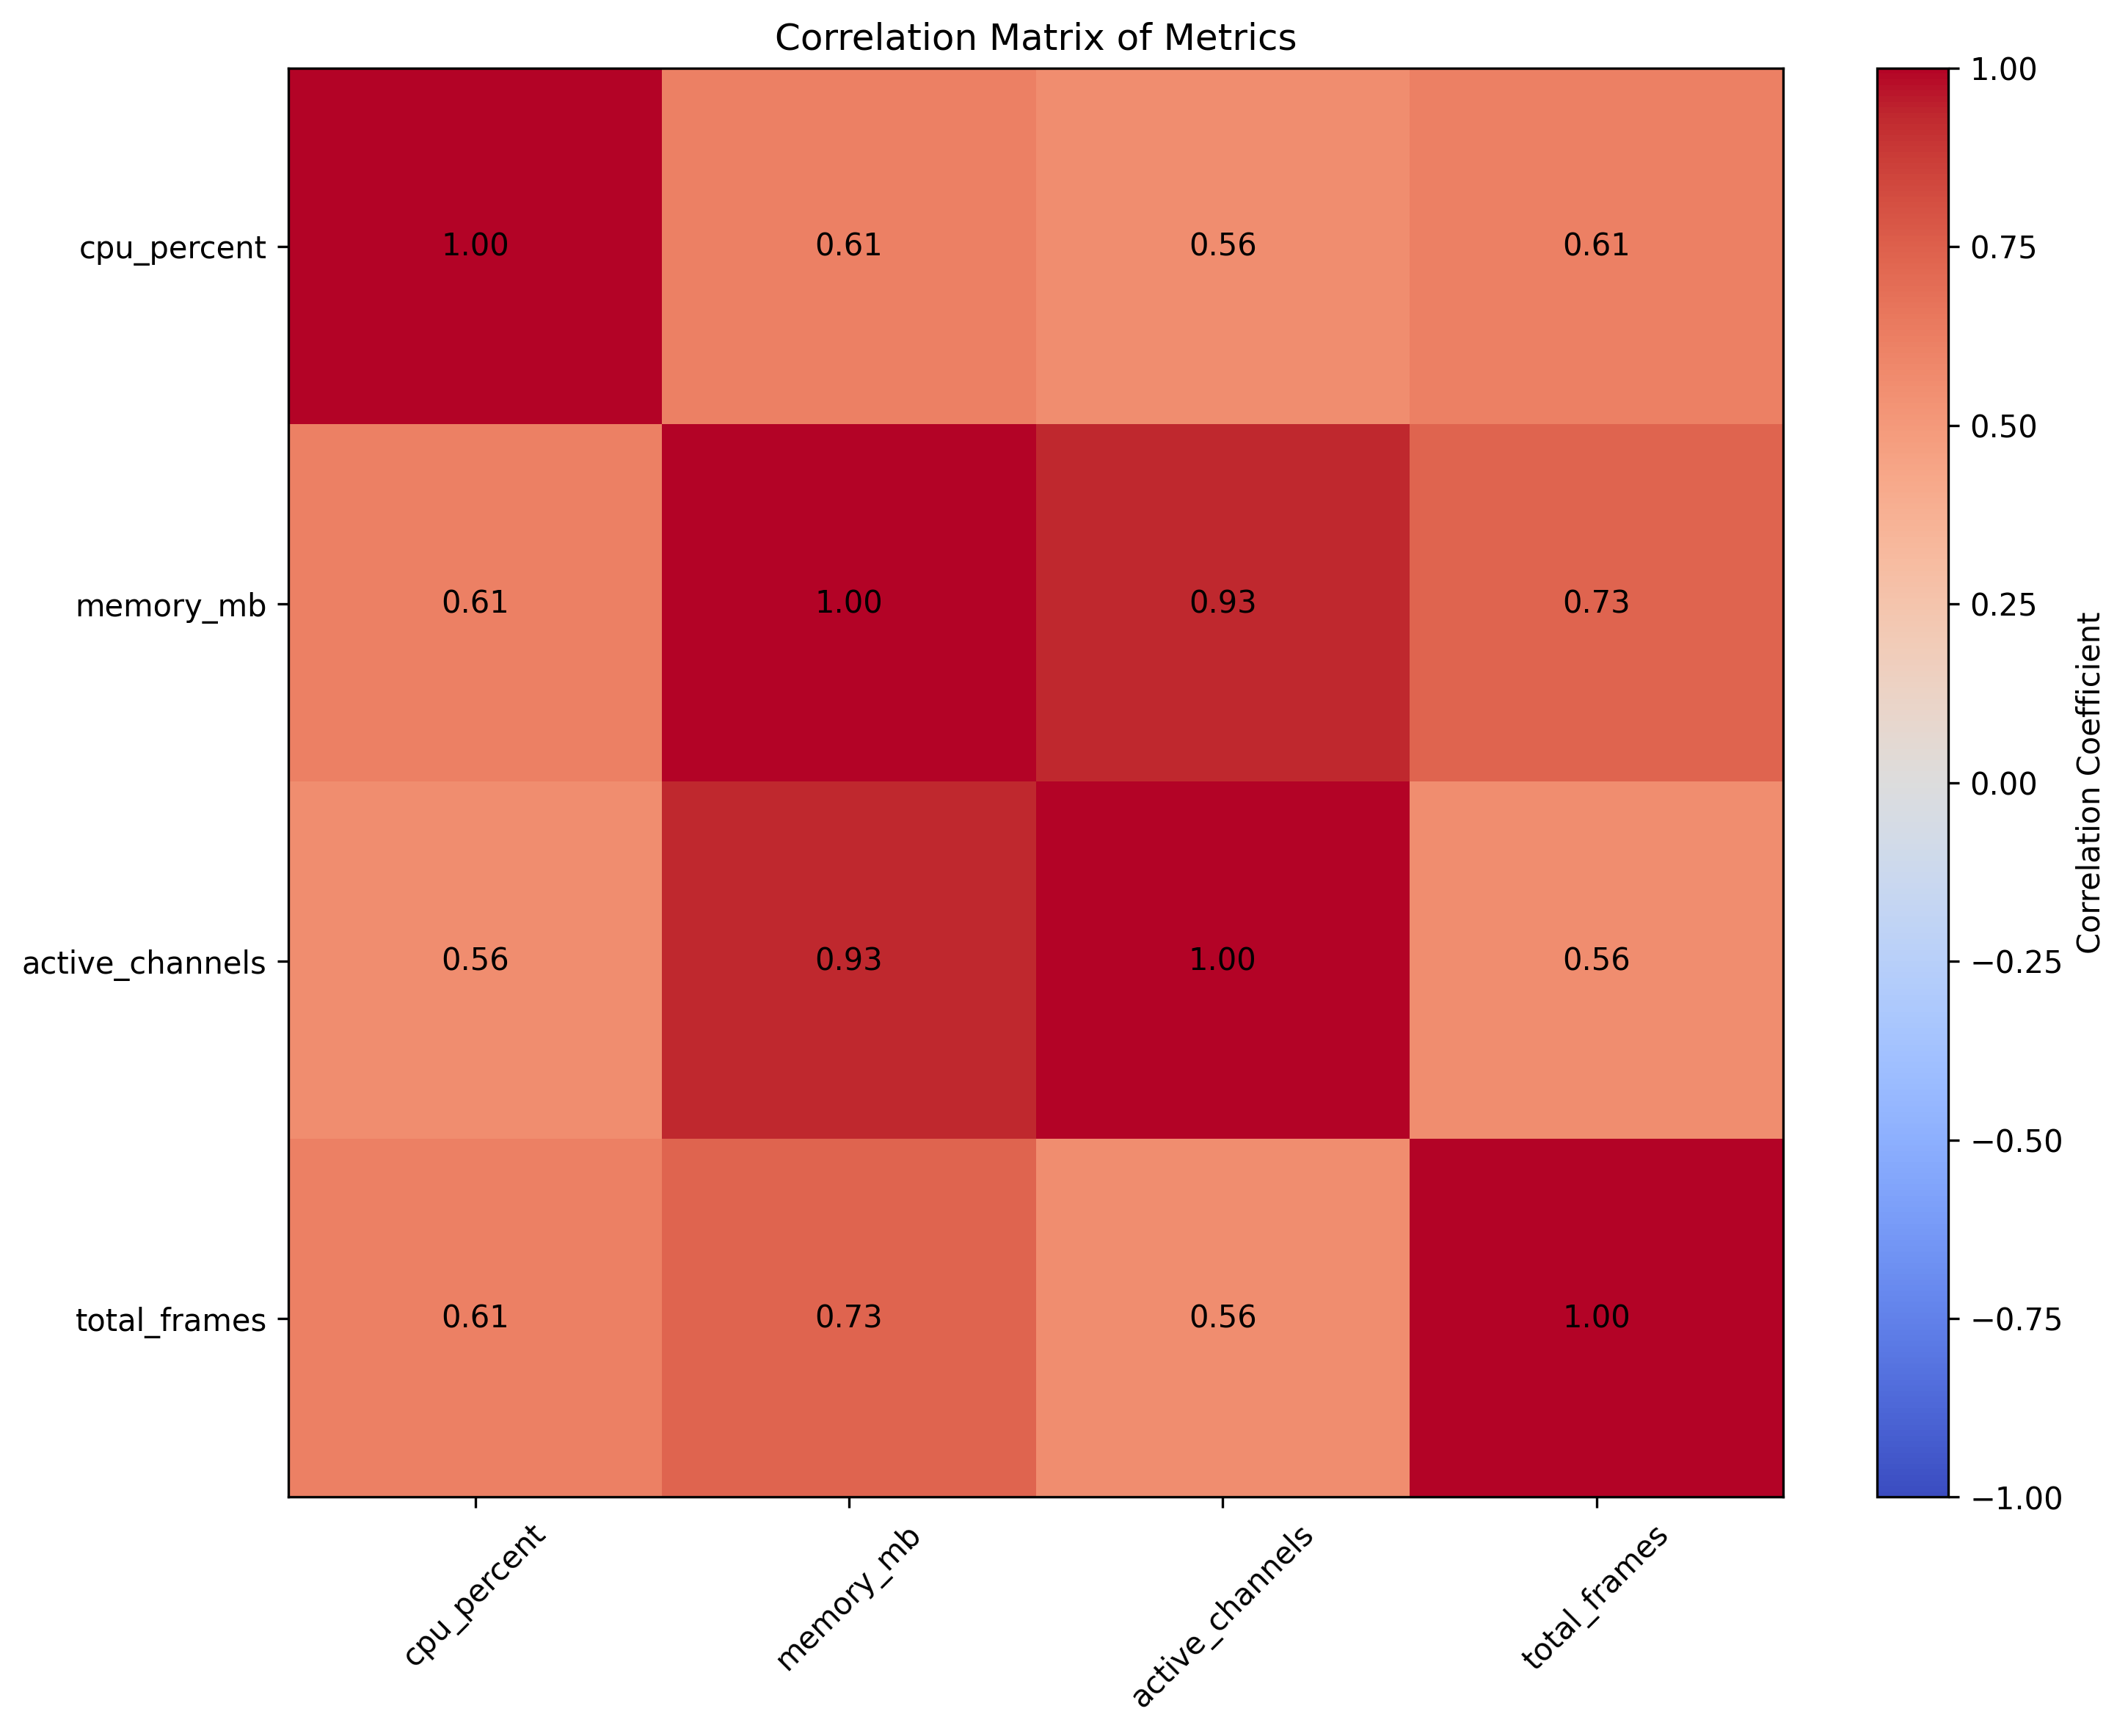 Correlation Matrix of Metrics
cpu_percent 1.00 0.61 0.56 0.61
memory_mb 0.61 1.00 0.93 0.73
active_channels 0.56 0.93 1.00 0.56
total_frames 0.61 0.73 0.56 1.00
cpu_percent memory_mb active_channels total_frames
1.00
0.75
0.50
0.25
0.00
−0.25
−0.50
−0.75
−1.00
Correlation Coefficient